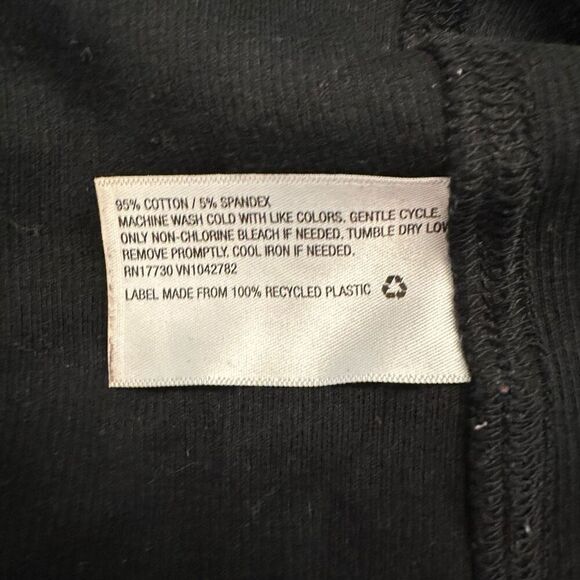 95% COTTON / 5% SPANDEX
MACHINE WASH COLD WITH LIKE COLORS, GENTLE CYCLE.
ONLY NON-CHLORINE BLEACH IF NEEDED, TUMBLE DRY LOW
REMOVE PROMPTLY, COOL IRON IF NEEDED.
RN17730 VN1042782
LABEL MADE FROM 100% RECYCLED PLASTIC